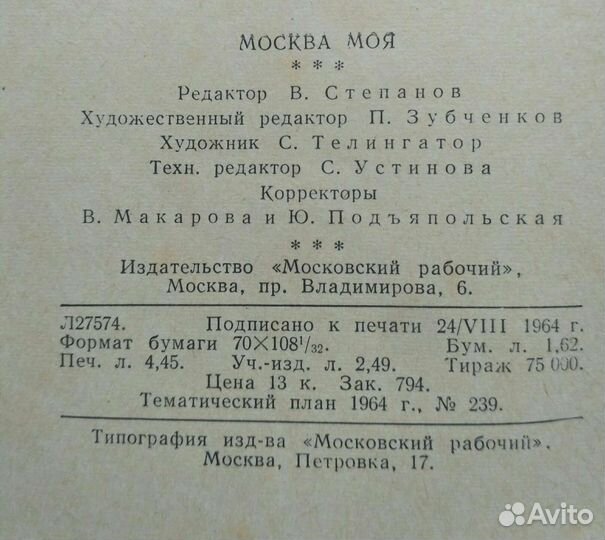 МОСКВА МОЯ
* * *
Редактор В. Степанов
Художественный редактор П. Зубченков
Художник С. Телингатор
Техн. редактор С. Устинова
Корректоры
В. Макарова и Ю. Подъяпольская
* * *
Издательство «Московский рабочий»,
Москва, пр. Владимирова, 6.
Л27574. Подписано к печати 24/VIII 1964 г.
Формат бумаги 70×108¹/₃₂. Бум. л. 1,62.
Печ. л. 4,45. Уч.-изд. л. 2,49. Тираж 75 000.
Цена 13 к. Зак. 794.
Тематический план 1964 г., № 239.
Типография изд-ва «Московский рабочий».
Москва, Петровка, 17.
Avito